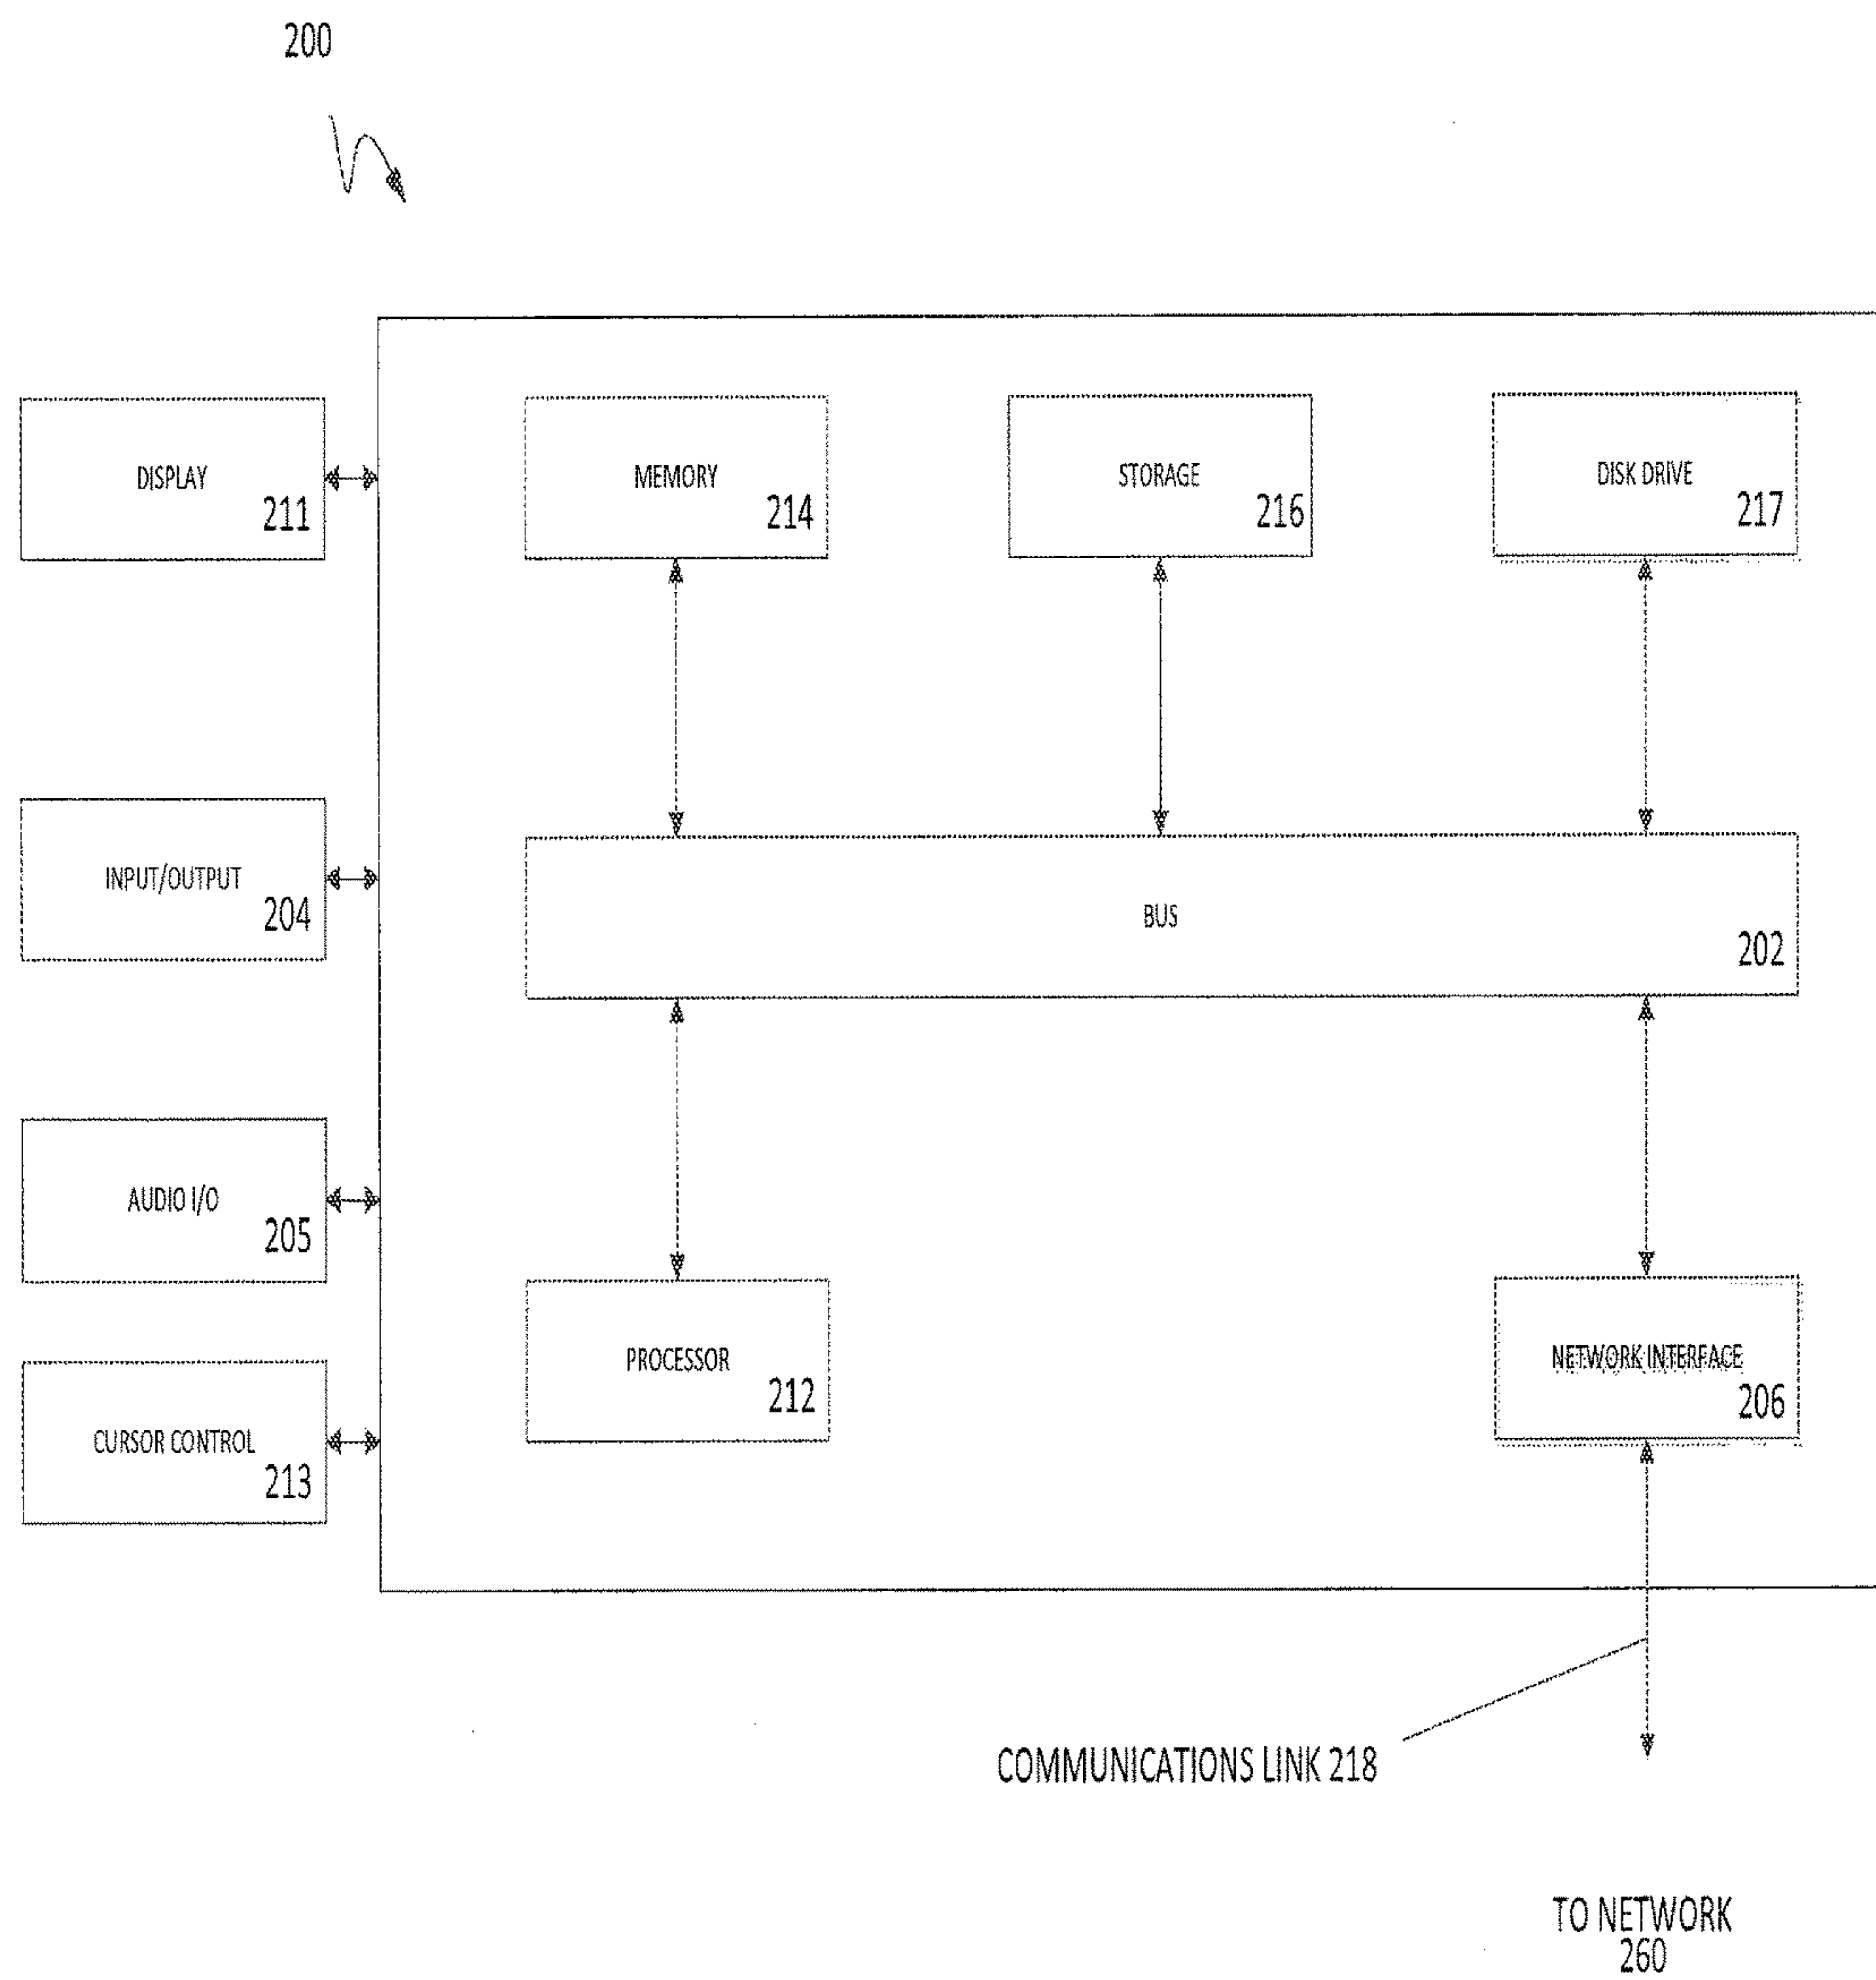 200
DISPLAY
211
MEMORY
214
STORAGE
216
DISK DRIVE
217
INPUT/OUTPUT
204
BUS
202
AUDIO I/O
205
PROCESSOR
212
NETWORK INTERFACE
206
CURSOR CONTROL
213
COMMUNICATIONS LINK 218
TO NETWORK
260